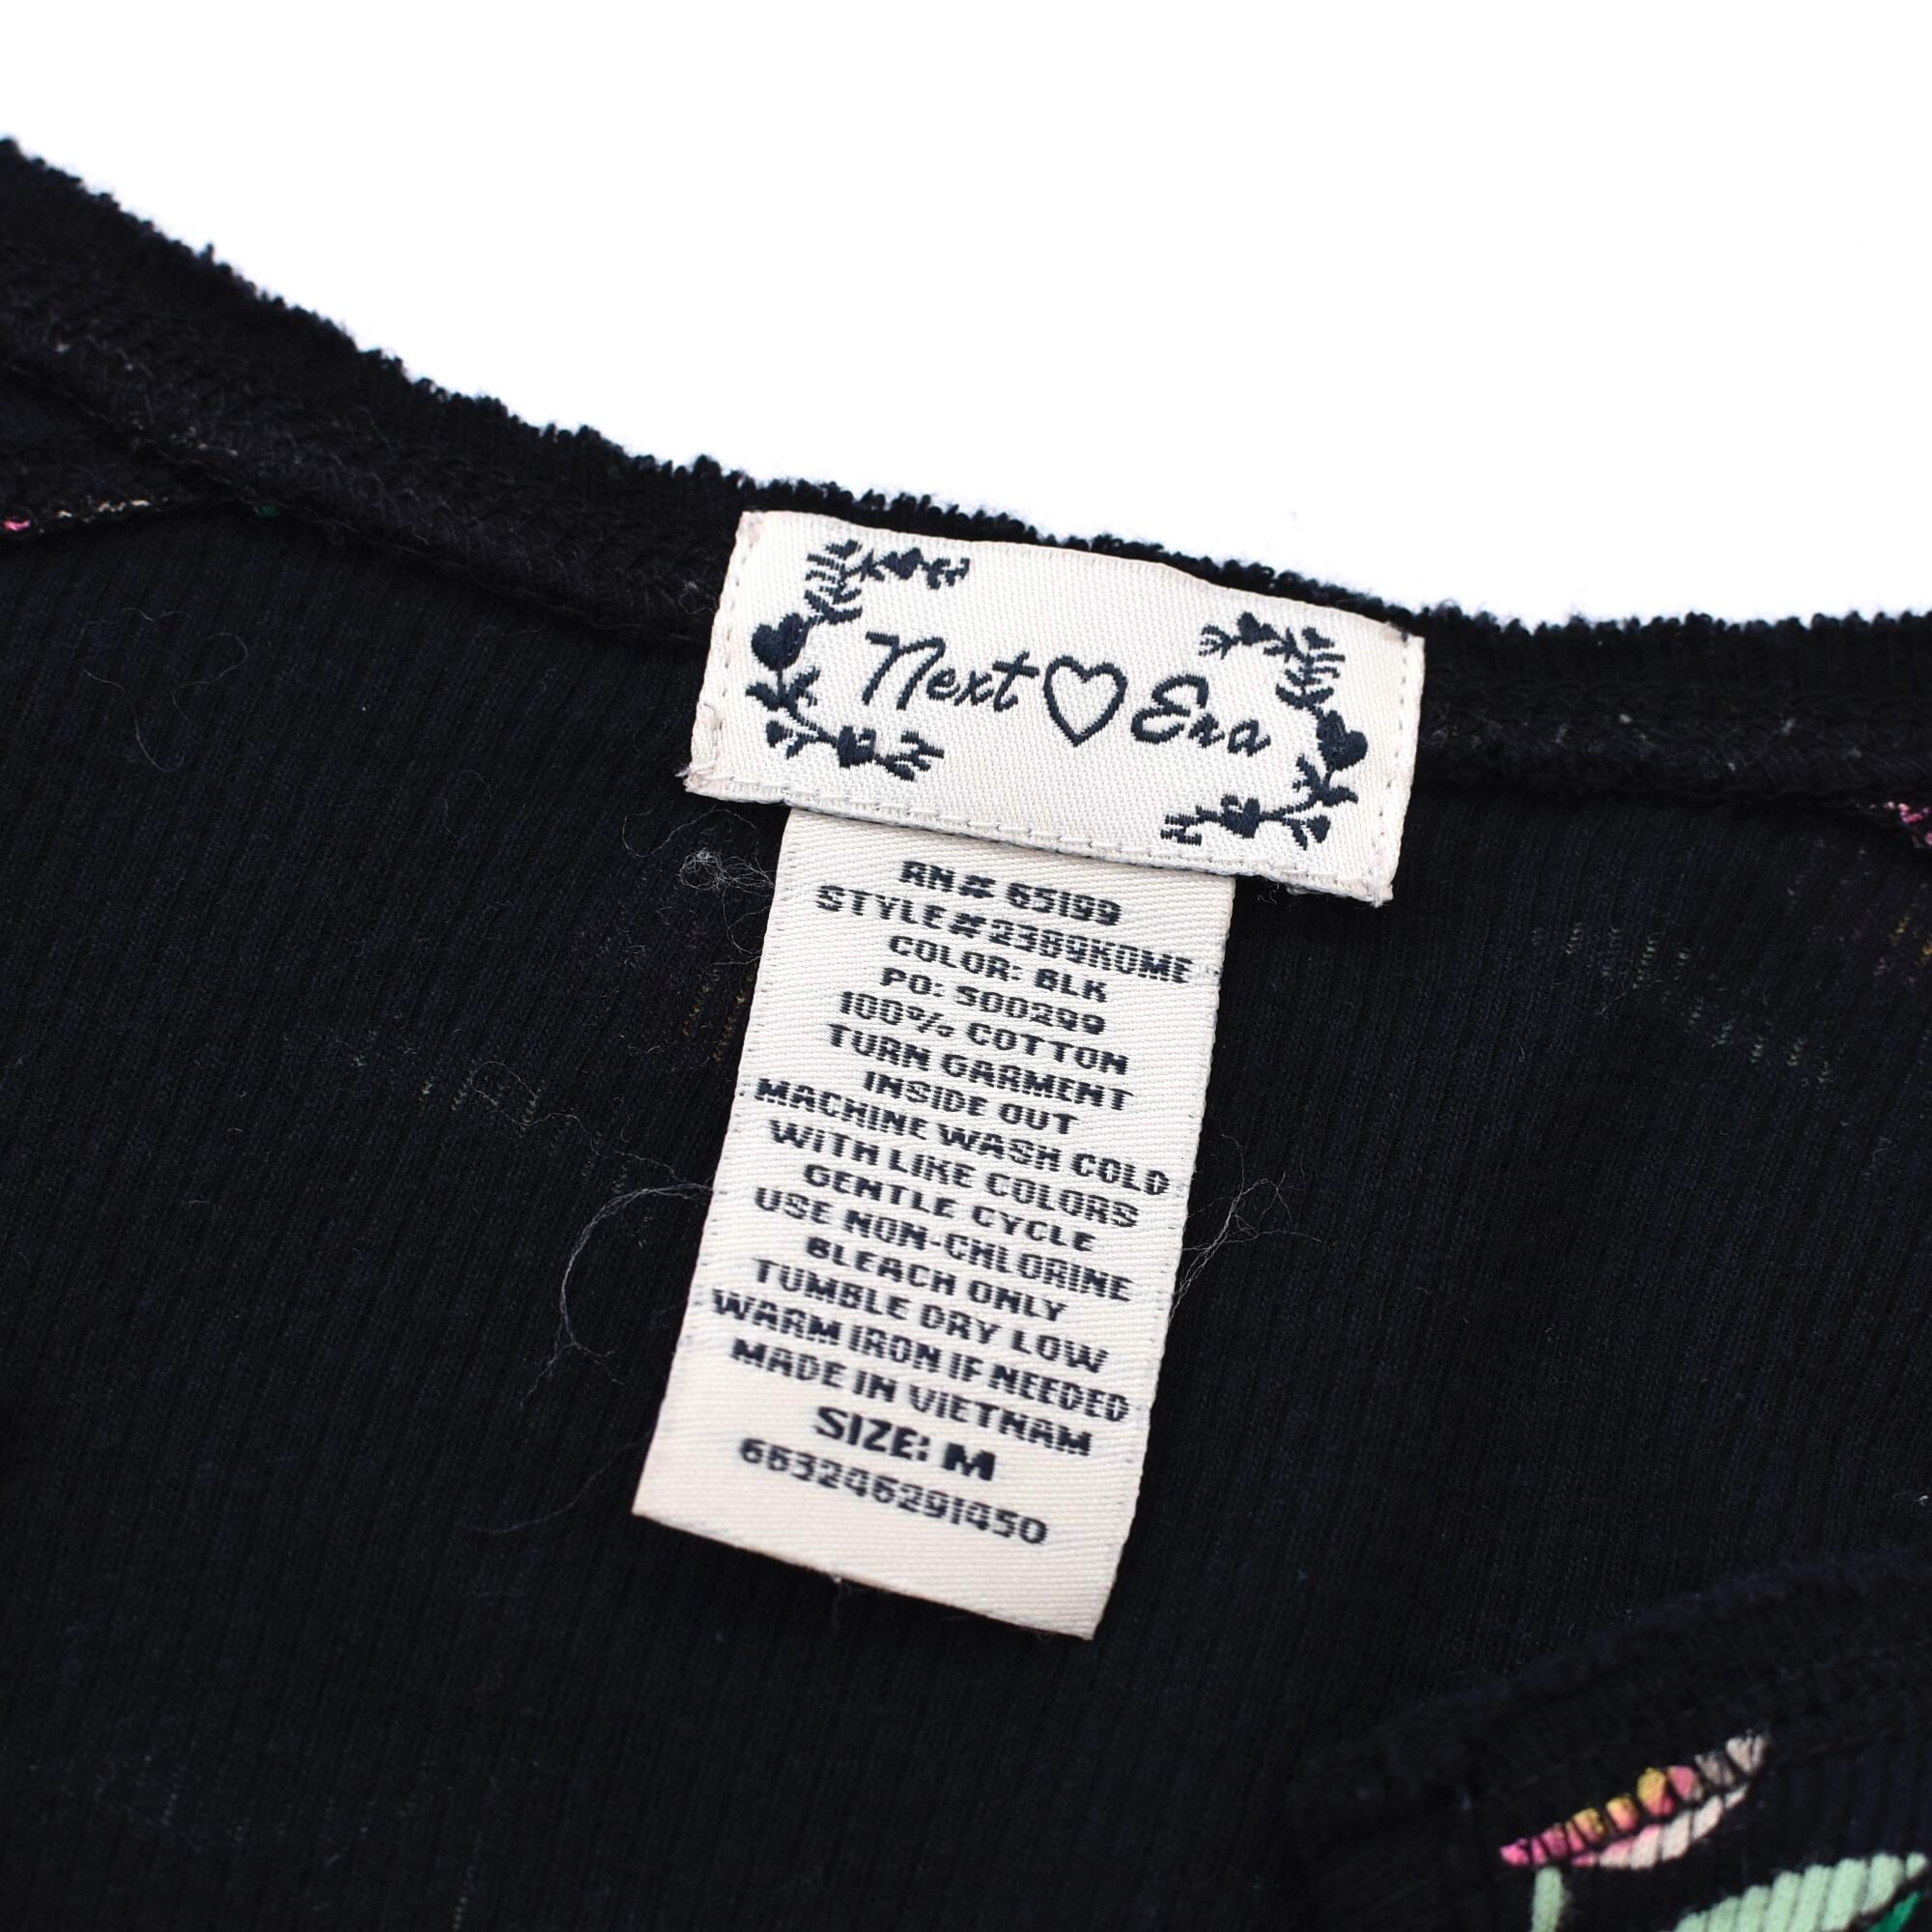 Next Era
RN# 65199
STYLE# 2389KOME
COLOR: BLK
PO: 500299
100% COTTON
TURN GARMENT
INSIDE OUT
MACHINE WASH COLD
WITH LIKE COLORS
GENTLE CYCLE
USE NON-CHLORINE
BLEACH ONLY
TUMBLE DRY LOW
WARM IRON IF NEEDED
MADE IN VIETNAM
SIZE: M
663246291450